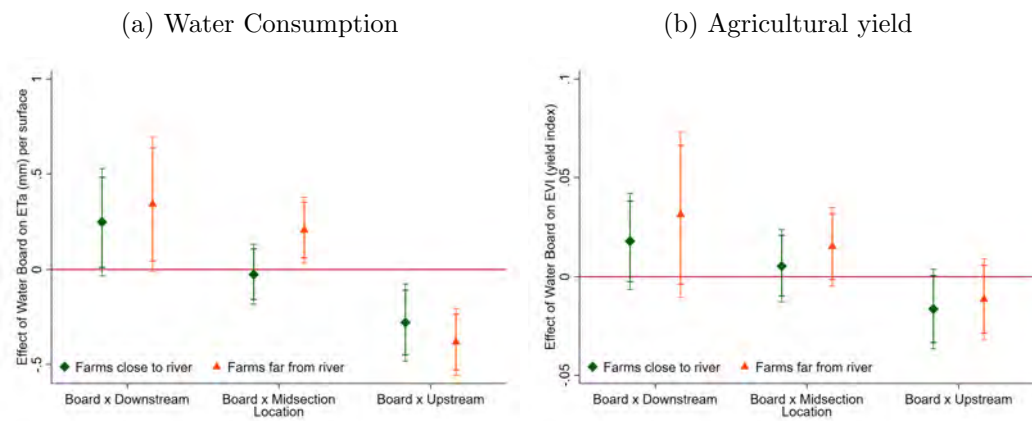 (a) Water Consumption
Effect of Water Board on ETa (mm) per surface
1
.5
0
-.5
Farms close to river
Farms far from river
Board x Downstream
Board x Midsection
Board x Upstream
Location
(b) Agricultural yield
Effect of Water Board on EVI (yield index)
.1
.05
0
-.05
Farms close to river
Farms far from river
Board x Downstream
Board x Midsection
Board x Upstream
Location